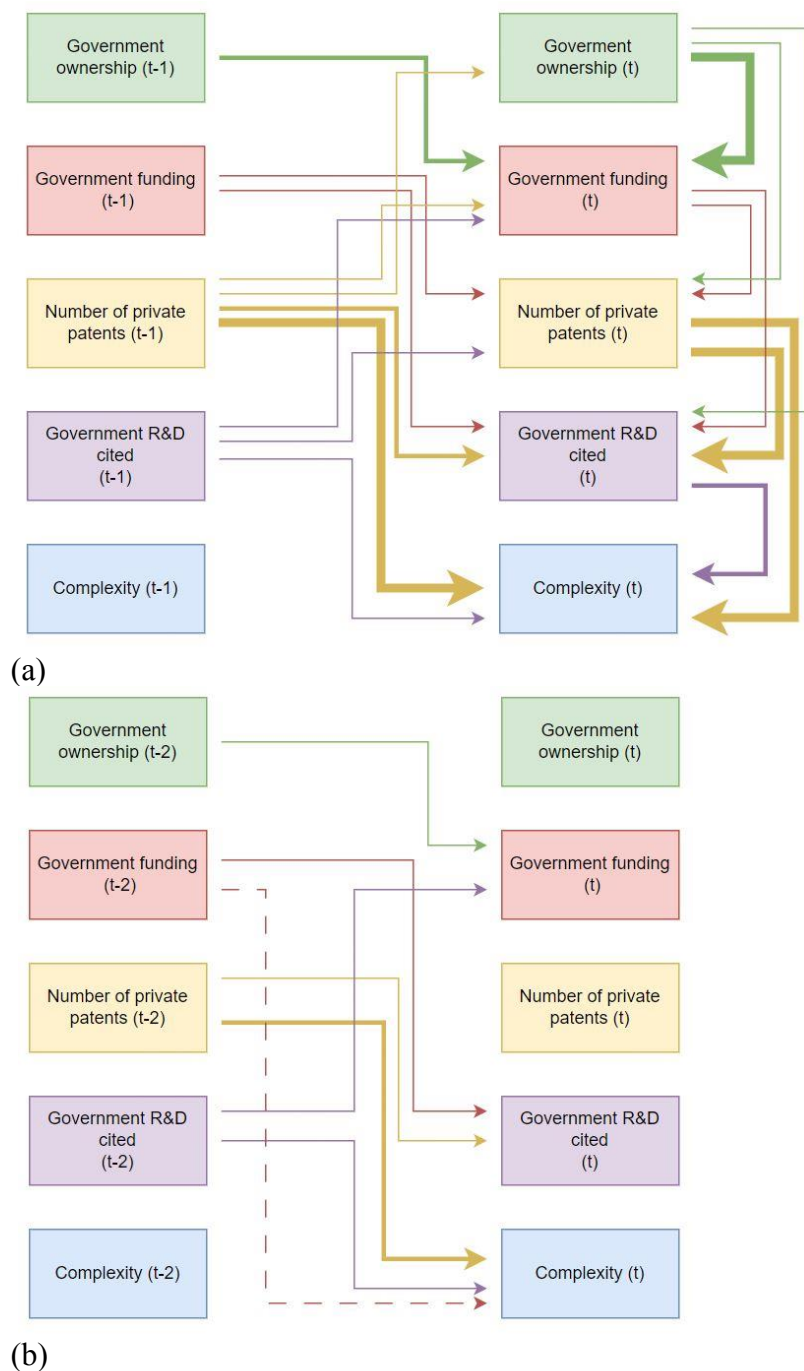 Government
ownership (t-1)
Goverment
ownership (t)
Government funding
(t-1)
Government funding
(t)
Number of private
patents (t-1)
Number of private
patents (t)
Government R&D
cited
(t-1)
Government R&D
cited
(t)
Complexity (t-1)
Complexity (t)
(a)
Government
ownership (t-2)
Government
ownership (t)
Government funding
(t-2)
Government funding
(t)
Number of private
patents (t-2)
Number of private
patents (t)
Government R&D
cited
(t-2)
Government R&D
cited
(t)
Complexity (t-2)
Complexity (t)
(b)